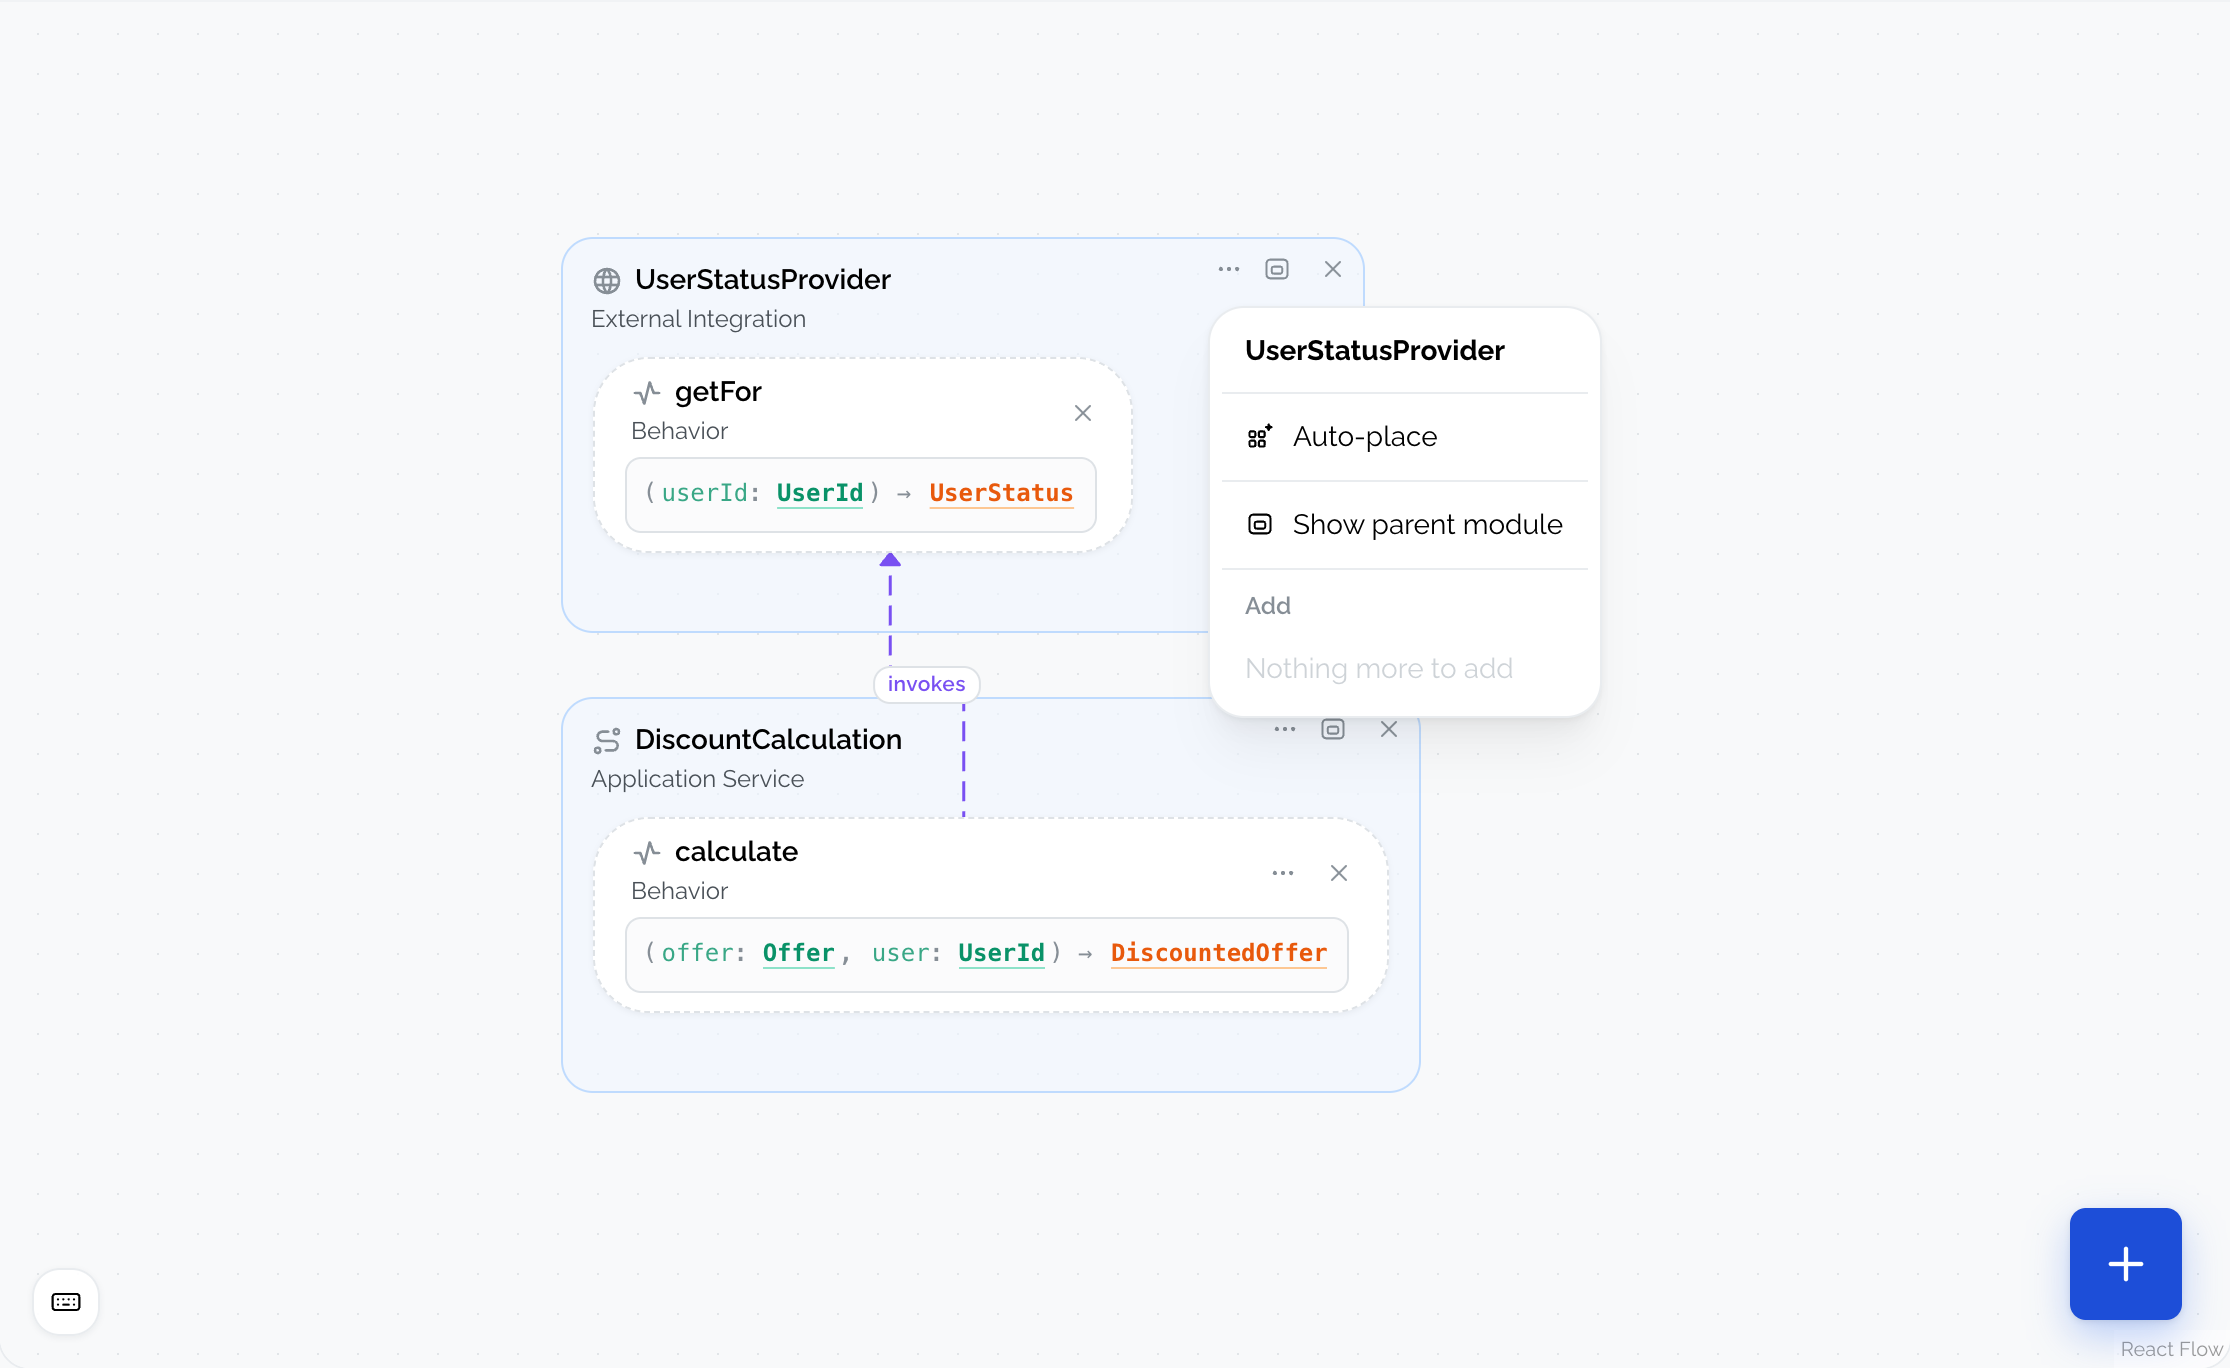 UserStatusProvider
External Integration
getFor
Behavior
(userId: UserId) → UserStatus
UserStatusProvider
Auto-place
Show parent module
Add
Nothing more to add
invokes
DiscountCalculation
Application Service
calculate
Behavior
(offer: Offer, user: UserId) → DiscountedOffer
React Flow